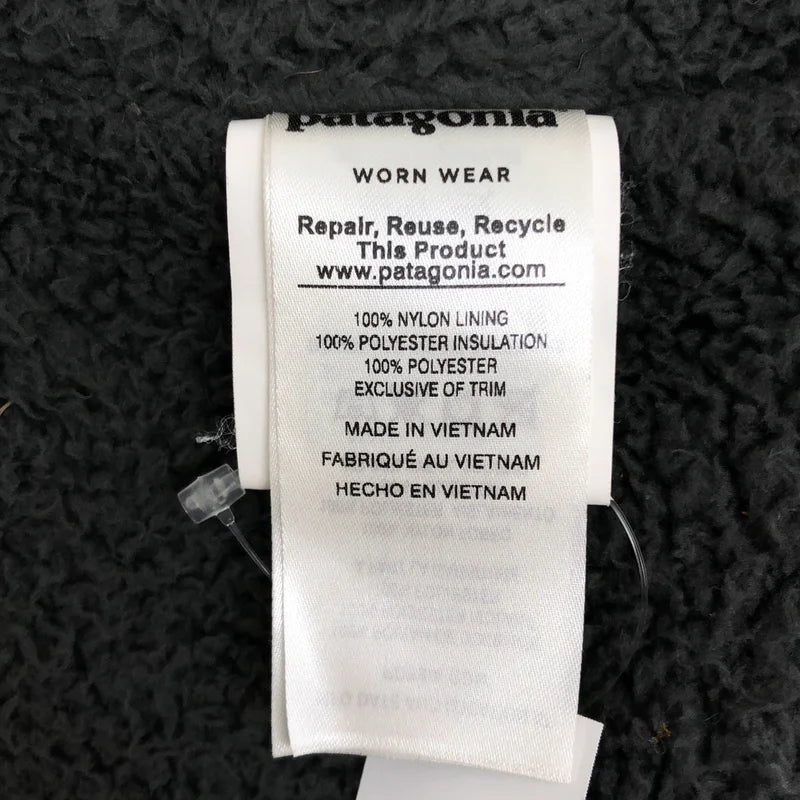 patagonia
WORN WEAR
Repair, Reuse, Recycle
This Product
www.patagonia.com
100% NYLON LINING
100% POLYESTER INSULATION
100% POLYESTER
EXCLUSIVE OF TRIM
MADE IN VIETNAM
FABRIQUÉ AU VIETNAM
HECHO EN VIETNAM